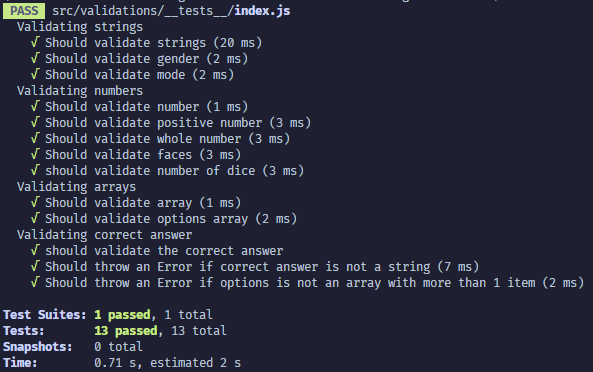 PASS src/validations/__tests__/index.js
Validating strings
√ Should validate strings (20 ms)
√ Should validate gender (2 ms)
√ Should validate mode (2 ms)
Validating numbers
√ Should validate number (1 ms)
√ Should validate positive number (3 ms)
√ Should validate whole number (3 ms)
√ Should validate faces (3 ms)
√ should validate number of dice (3 ms)
Validating arrays
√ Should validate array (1 ms)
√ Should validate options array (2 ms)
Validating correct answer
√ should validate the correct answer
√ Should throw an Error if correct answer is not a string (7 ms)
√ Should throw an Error if options is not an array with more than 1 item (2 ms)
Test Suites: 1 passed, 1 total
Tests: 13 passed, 13 total
Snapshots: 0 total
Time: 0.71 s, estimated 2 s